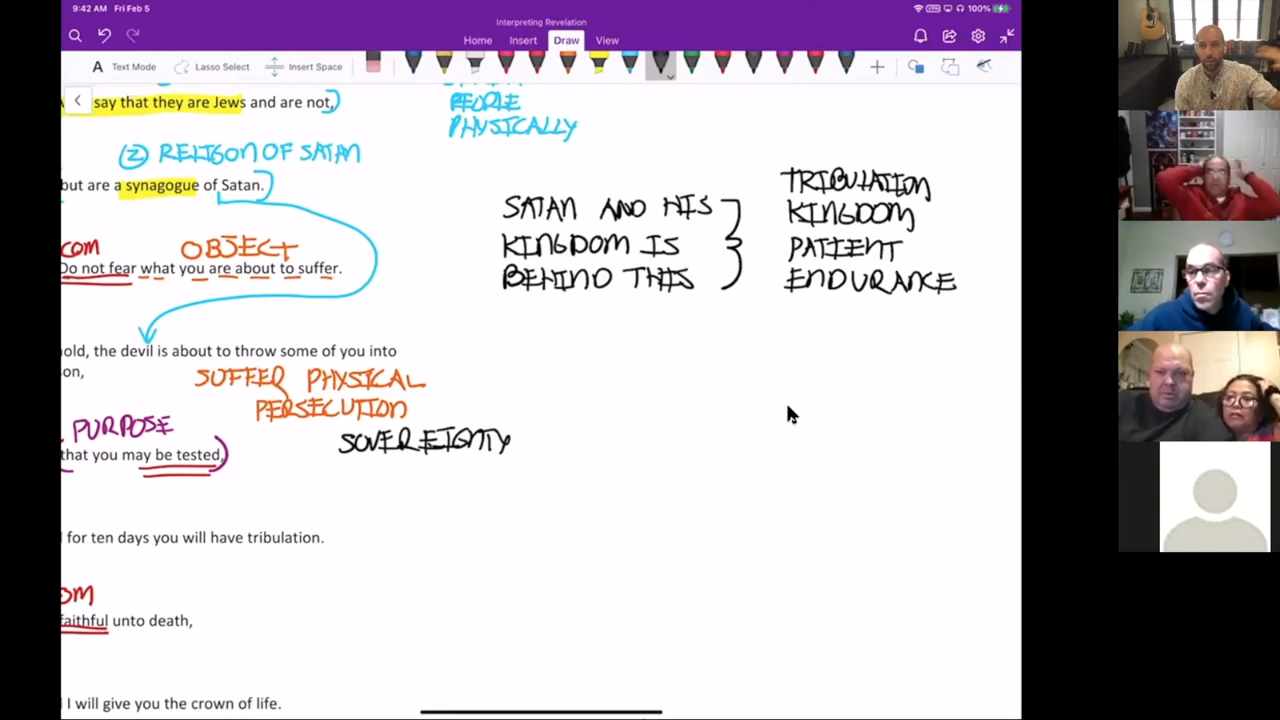 9:42 AM Fri Feb 5
VPN 100%
Interpreting Revelation
Home Insert Draw View
A Text Mode Lasso Select Insert Space
say that they are Jews and are not,
PEOPLE
PHYSICALLY
2 RELIGON OF SATAN
but are a synagogue of Satan.
SATAN AND HIS
KINGDOM IS
BEHIND THIS
TRIBULATION
KINGDOM
PATIENT
ENDURANCE
COM OBJECT
Do not fear what you are about to suffer.
hold, the devil is about to throw some of you into
son,
SUFFER PHYSICAL
PERSECUTION
PURPOSE
SOVEREIGNTY
that you may be tested,
for ten days you will have tribulation.
OM
faithful unto death,
I will give you the crown of life.